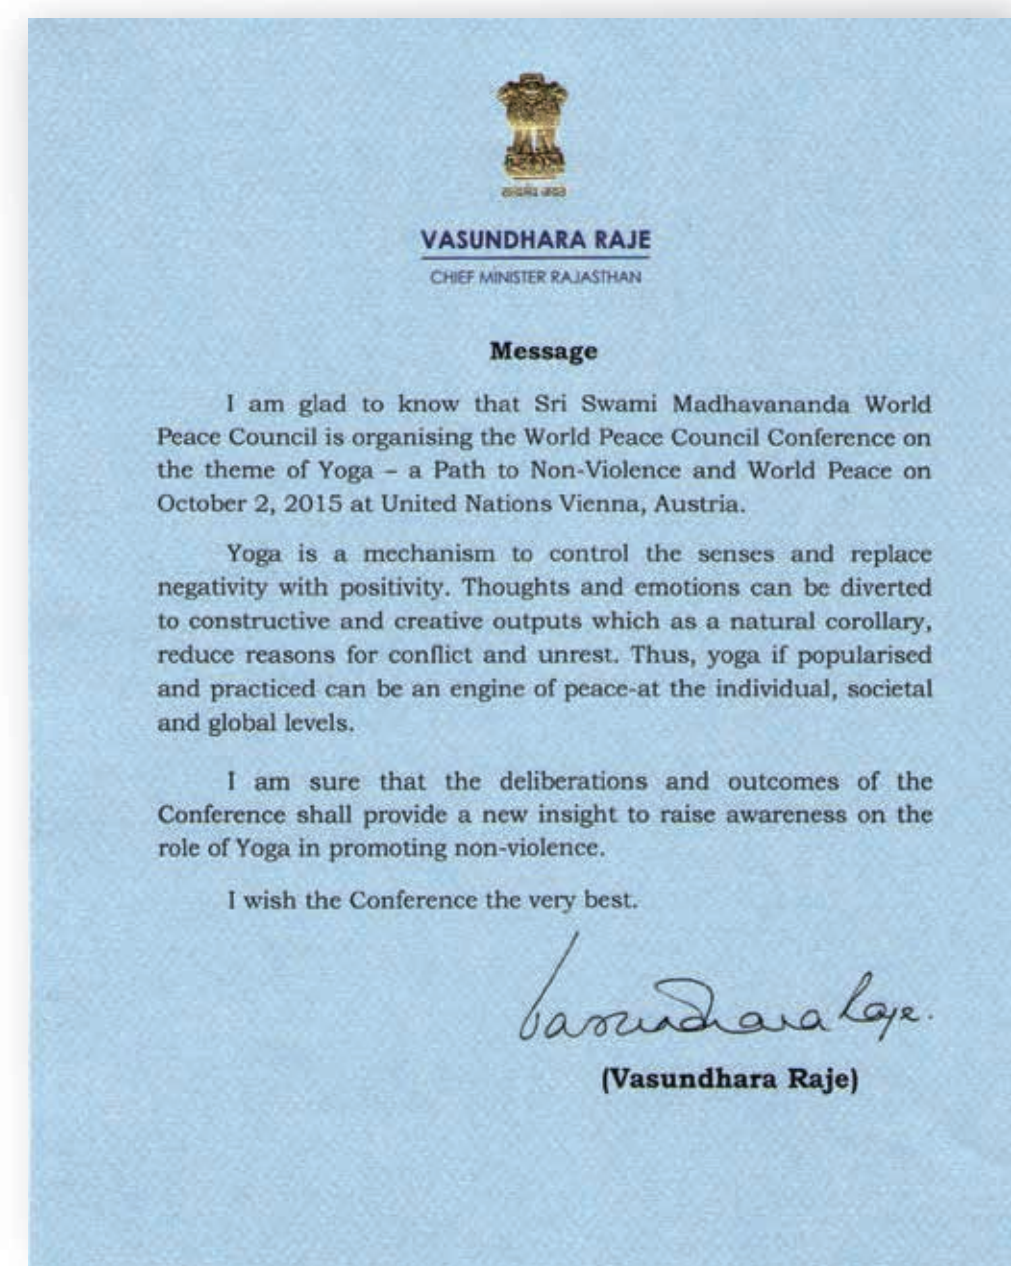 सत्यमेव जयते
VASUNDHARA RAJE
CHIEF MINISTER RAJASTHAN
Message
I am glad to know that Sri Swami Madhavananda World
Peace Council is organising the World Peace Council Conference on
the theme of Yoga – a Path to Non-Violence and World Peace on
October 2, 2015 at United Nations Vienna, Austria.
Yoga is a mechanism to control the senses and replace
negativity with positivity. Thoughts and emotions can be diverted
to constructive and creative outputs which as a natural corollary,
reduce reasons for conflict and unrest. Thus, yoga if popularised
and practiced can be an engine of peace-at the individual, societal
and global levels.
I am sure that the deliberations and outcomes of the
Conference shall provide a new insight to raise awareness on the
role of Yoga in promoting non-violence.
I wish the Conference the very best.
Vasundhara Raje.
(Vasundhara Raje)